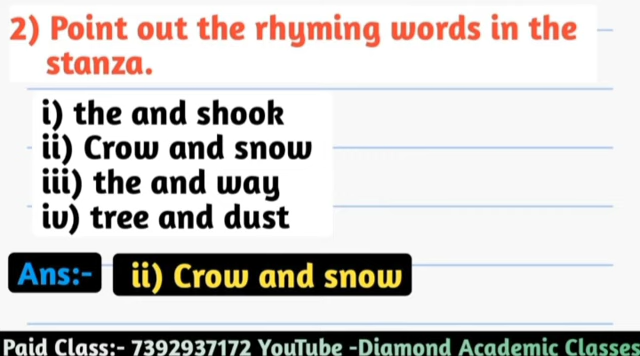 2) Point out the rhyming words in the
stanza.
i) the and shook
ii) Crow and snow
iii) the and way
iv) tree and dust
Ans:- ii) Crow and snow
Paid Class:- 7392937172 YouTube -Diamond Academic Classes